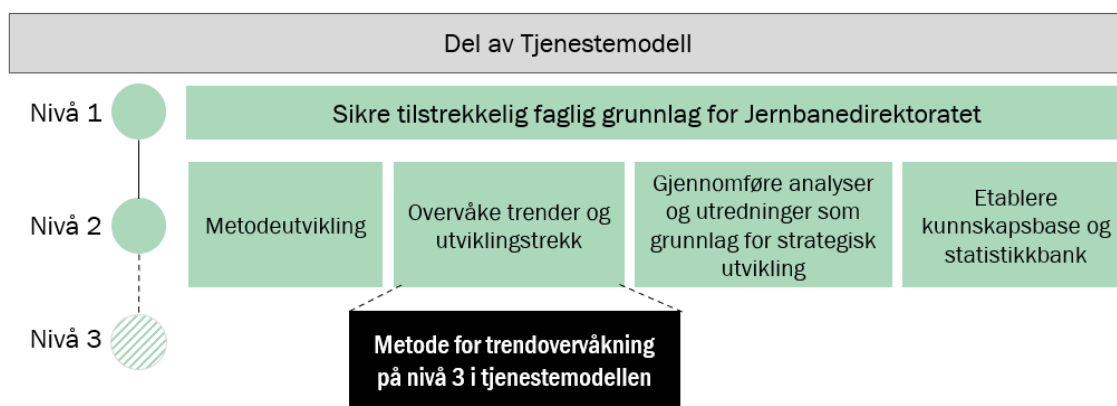 Del av Tjenestemodell
Nivå 1
Sikre tilstrekkelig faglig grunnlag for Jernbanedirektoratet
Nivå 2
Metodeutvikling
Overvåke trender og
utviklingstrekk
Gjennomføre analyser
og utredninger som
grunnlag for strategisk
utvikling
Etablere
kunnskapsbase og
statistikkbank
Nivå 3
Metode for trendovervåkning
på nivå 3 i tjenestemodellen